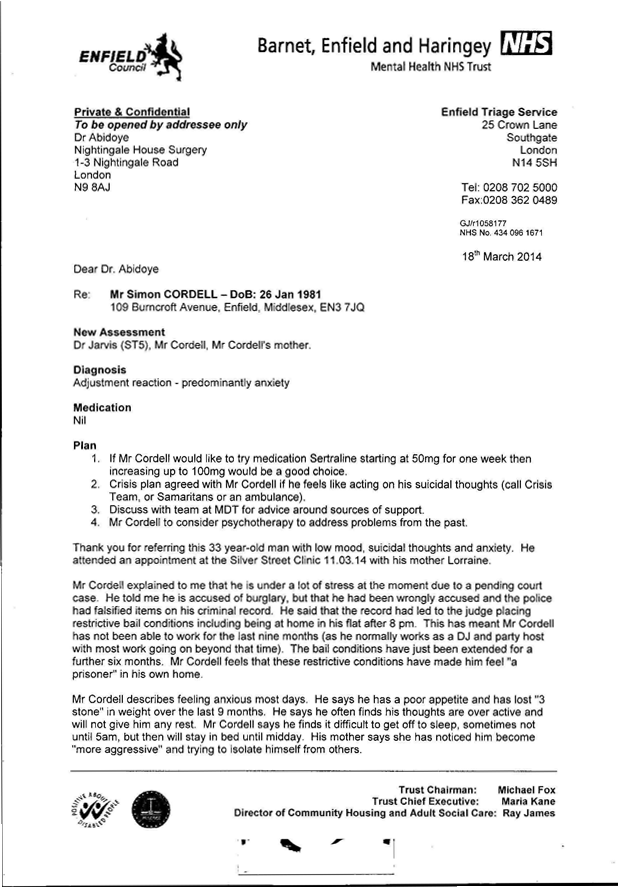 ENFIELD
Council
Barnet, Enfield and Haringey NHS
Mental Health NHS Trust
Private & Confidential
To be opened by addressee only
Dr Abidoye
Nightingale House Surgery
1-3 Nightingale Road
London
N9 8AJ
Enfield Triage Service
25 Crown Lane
Southgate
London
N14 5SH
Tel: 0208 702 5000
Fax:0208 362 0489
GJ/r1058177
NHS No. 434 096 1671
18th March 2014
Dear Dr. Abidoye
Re: Mr Simon CORDELL – DoB: 26 Jan 1981
109 Burncroft Avenue, Enfield, Middlesex, EN3 7JQ
New Assessment
Dr Jarvis (ST5), Mr Cordell, Mr Cordell's mother.
Diagnosis
Adjustment reaction - predominantly anxiety
Medication
Nil
Plan
1. If Mr Cordell would like to try medication Sertraline starting at 50mg for one week then
increasing up to 100mg would be a good choice.
2. Crisis plan agreed with Mr Cordell if he feels like acting on his suicidal thoughts (call Crisis
Team, or Samaritans or an ambulance).
3. Discuss with team at MDT for advice around sources of support.
4. Mr Cordell to consider psychotherapy to address problems from the past.
Thank you for referring this 33 year-old man with low mood, suicidal thoughts and anxiety. He
attended an appointment at the Silver Street Clinic 11.03.14 with his mother Lorraine.
Mr Cordell explained to me that he is under a lot of stress at the moment due to a pending court
case. He told me he is accused of burglary, but that he had been wrongly accused and the police
had falsified items on his criminal record. He said that the record had led to the judge placing
restrictive bail conditions including being at home in his flat after 8 pm. This has meant Mr Cordell
has not been able to work for the last nine months (as he normally works as a DJ and party host
with most work going on beyond that time). The bail conditions have just been extended for a
further six months. Mr Cordell feels that these restrictive conditions have made him feel "a
prisoner" in his own home.
Mr Cordell describes feeling anxious most days. He says he has a poor appetite and has lost "3
stone" in weight over the last 9 months. He says he often finds his thoughts are over active and
will not give him any rest. Mr Cordell says he finds it difficult to get off to sleep, sometimes not
until 5am, but then will stay in bed until midday. His mother says she has noticed him become
"more aggressive" and trying to isolate himself from others.
POSITIVE ABOUT
DISABLED PEOPLE
Trust Chairman: Michael Fox
Trust Chief Executive: Maria Kane
Director of Community Housing and Adult Social Care: Ray James